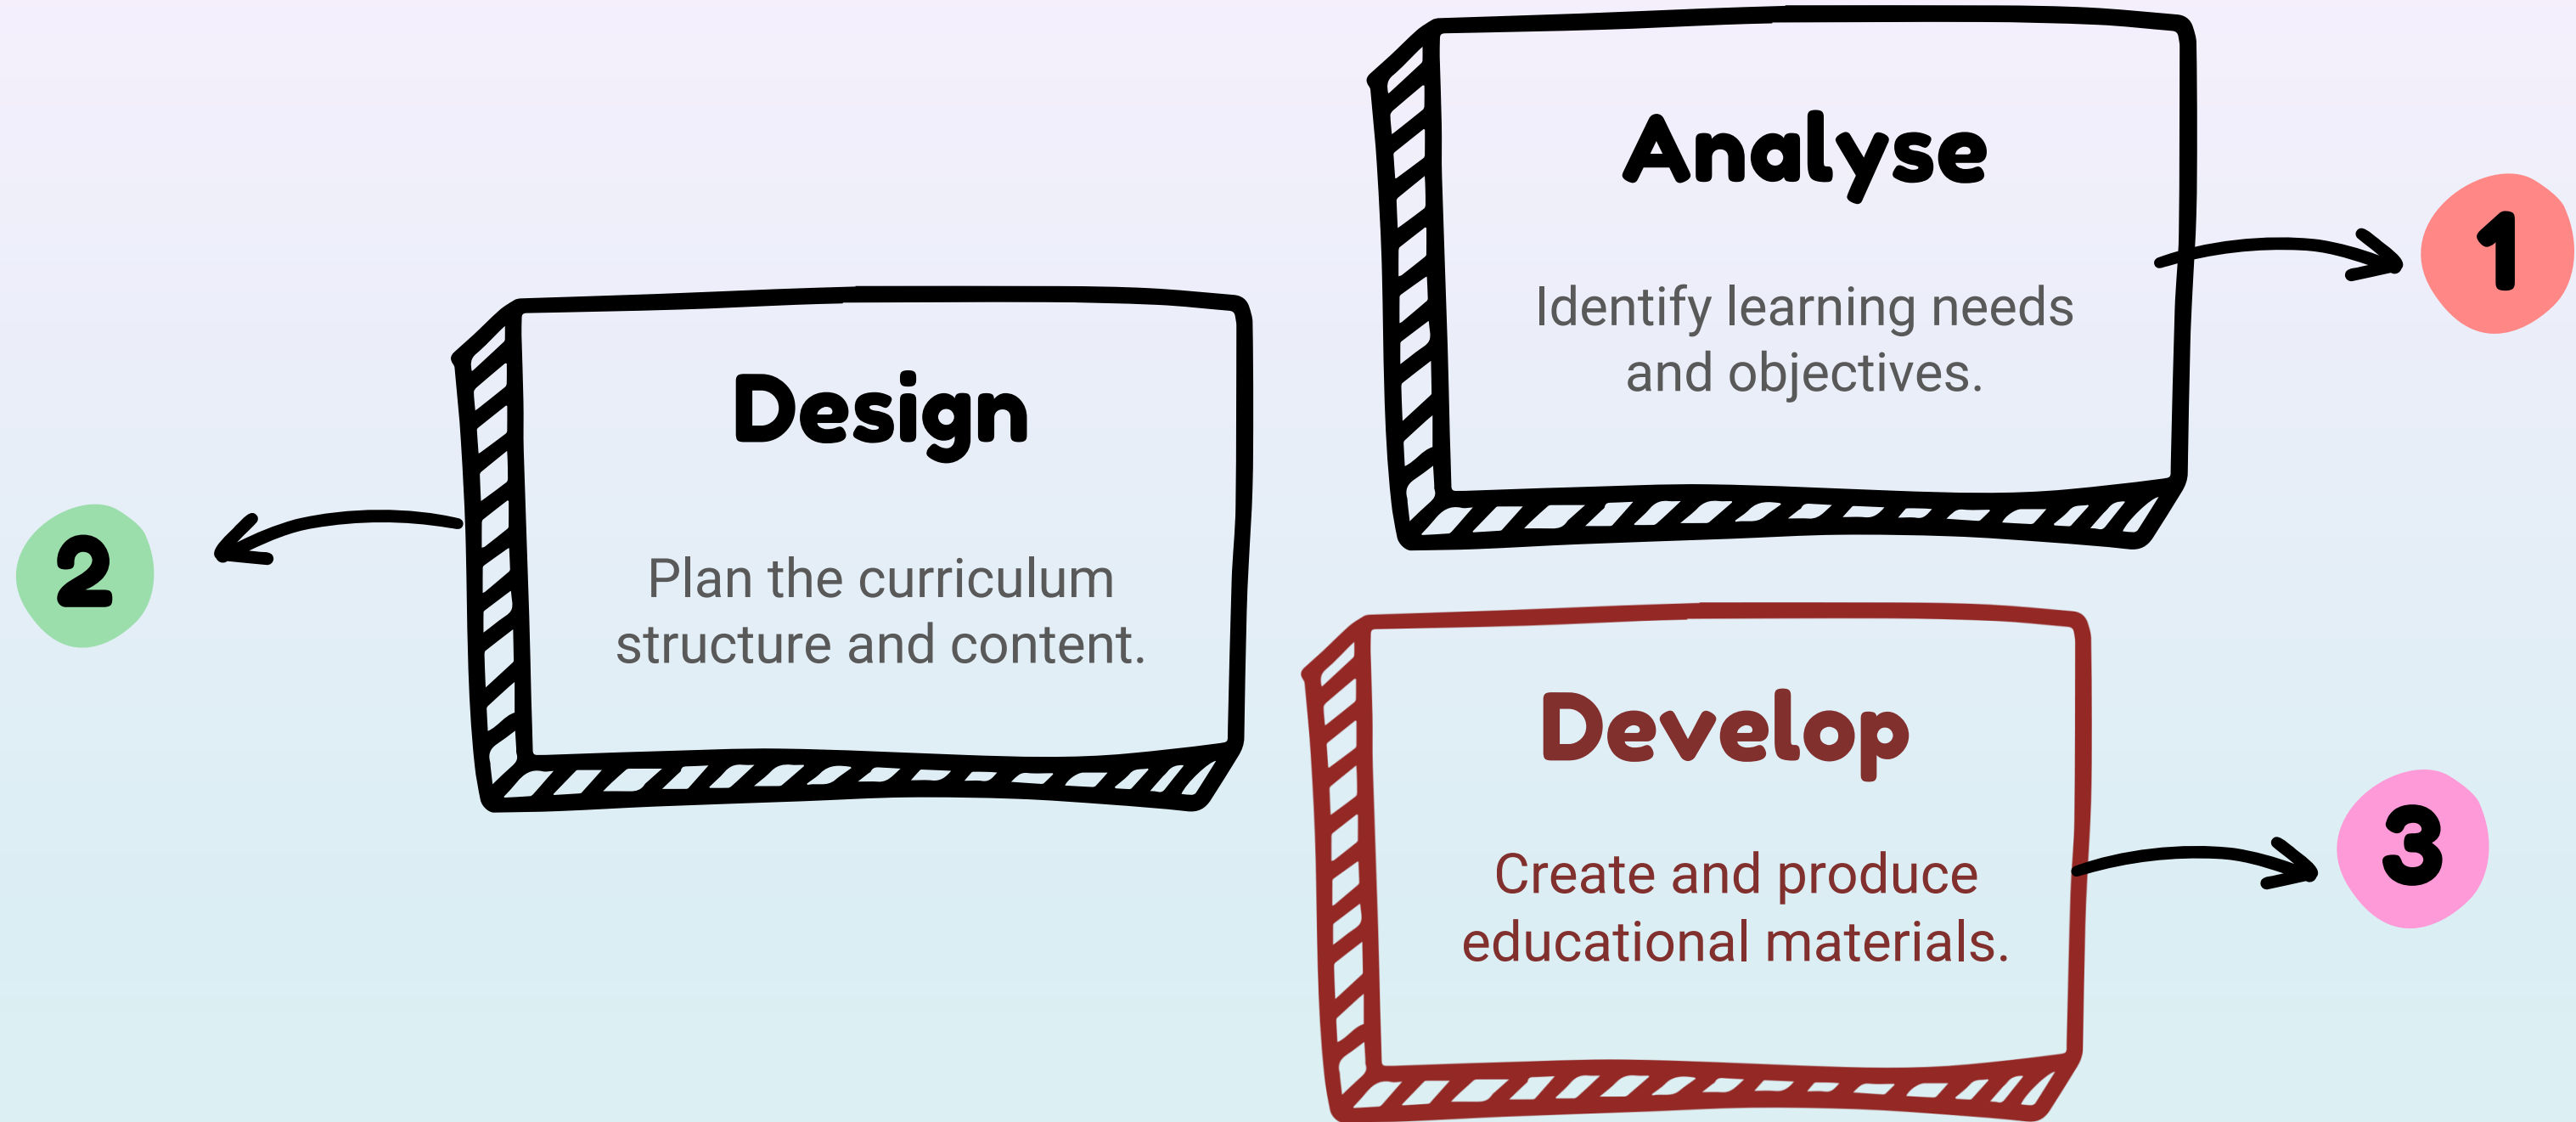 Analyse
Identify learning needs
and objectives.
1
Design
Plan the curriculum
structure and content.
2
Develop
Create and produce
educational materials.
3